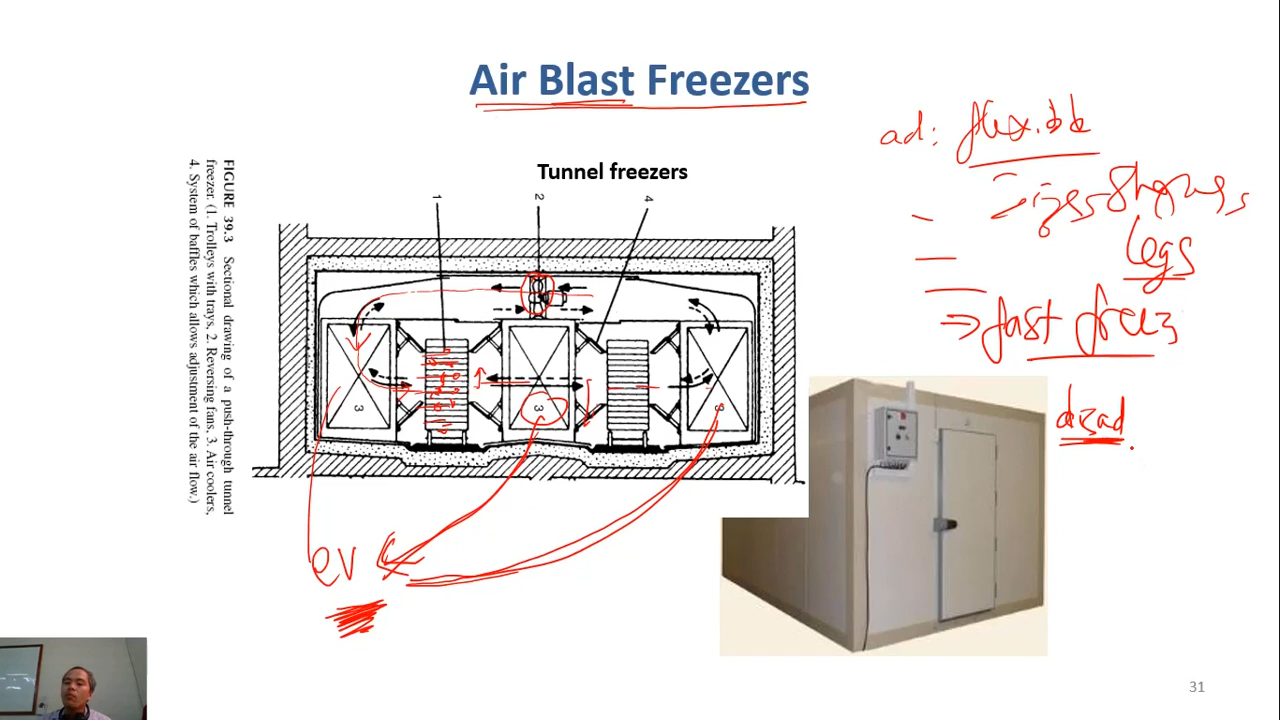 Air Blast Freezers
ad: flexible
Tunnel freezers
legs
⇒ fast freez
disad
1
2
4
3
3
3
FIGURE 39.3 Sectional drawing of a push-through tunnel
freezer. (1. Trolleys with trays. 2. Reversing fans. 3. Air coolers,
4. System of baffles which allows adjustment of the air flow.)
ev
31